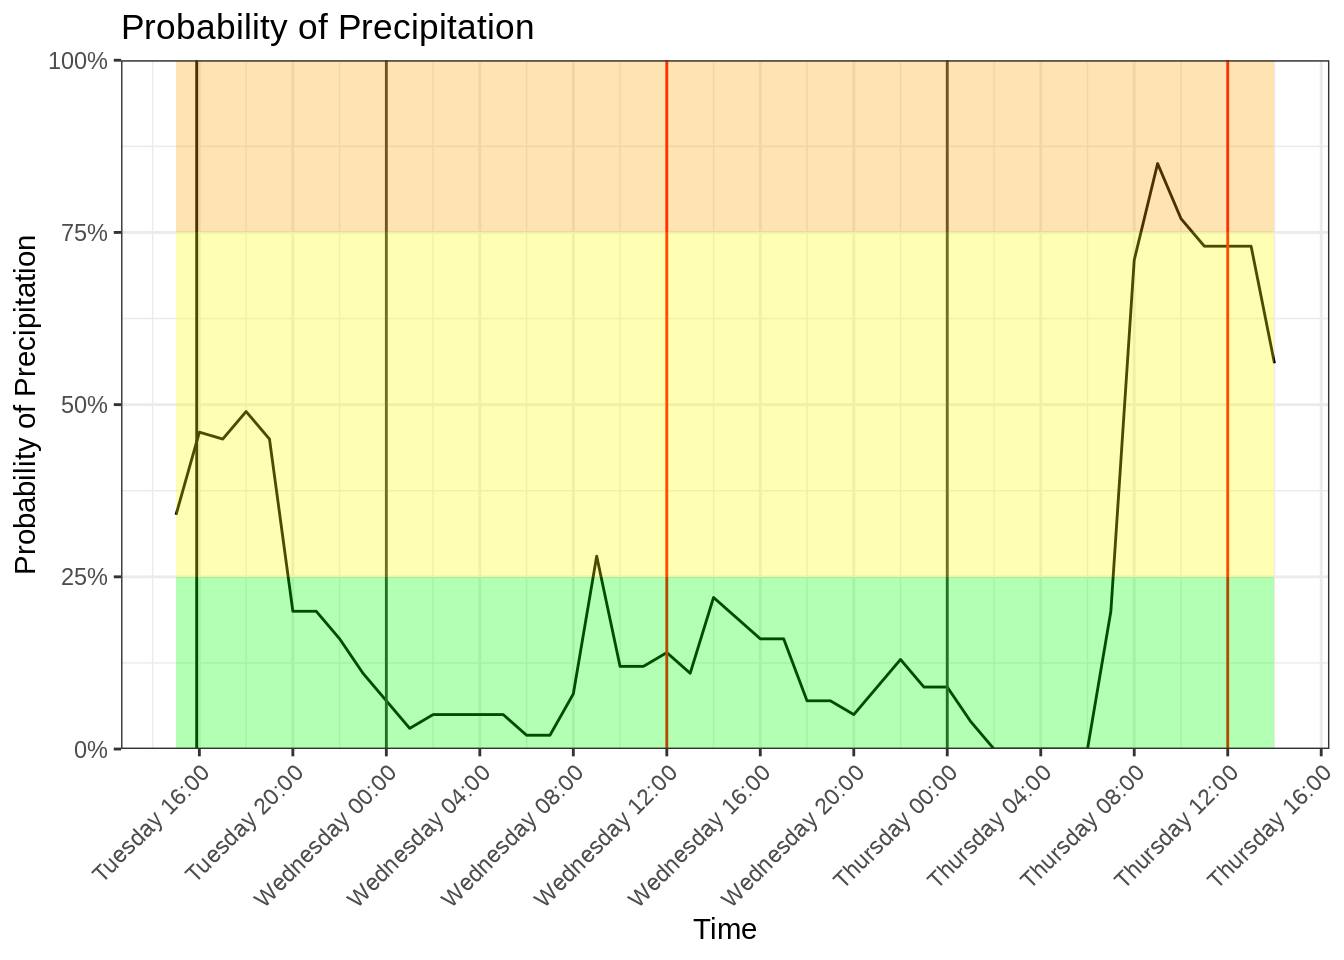 Probability of Precipitation
Probability of Precipitation
100%
75%
50%
25%
0%
Tuesday 16:00
Tuesday 20:00
Wednesday 00:00
Wednesday 04:00
Wednesday 08:00
Wednesday 12:00
Wednesday 16:00
Wednesday 20:00
Thursday 00:00
Thursday 04:00
Thursday 08:00
Thursday 12:00
Thursday 16:00
Time